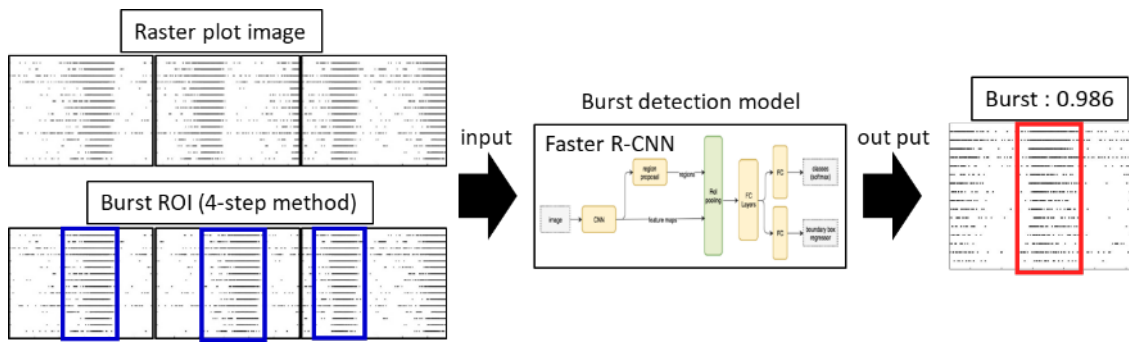 Raster plot image
Burst ROI (4-step method)
input
Burst detection model
Faster R-CNN
image
CNN
region
proposal
regions
feature maps
RoI
pooling
FC
Layers
FC
FC
classes
(softmax)
boundary box
regressor
out put
Burst : 0.986